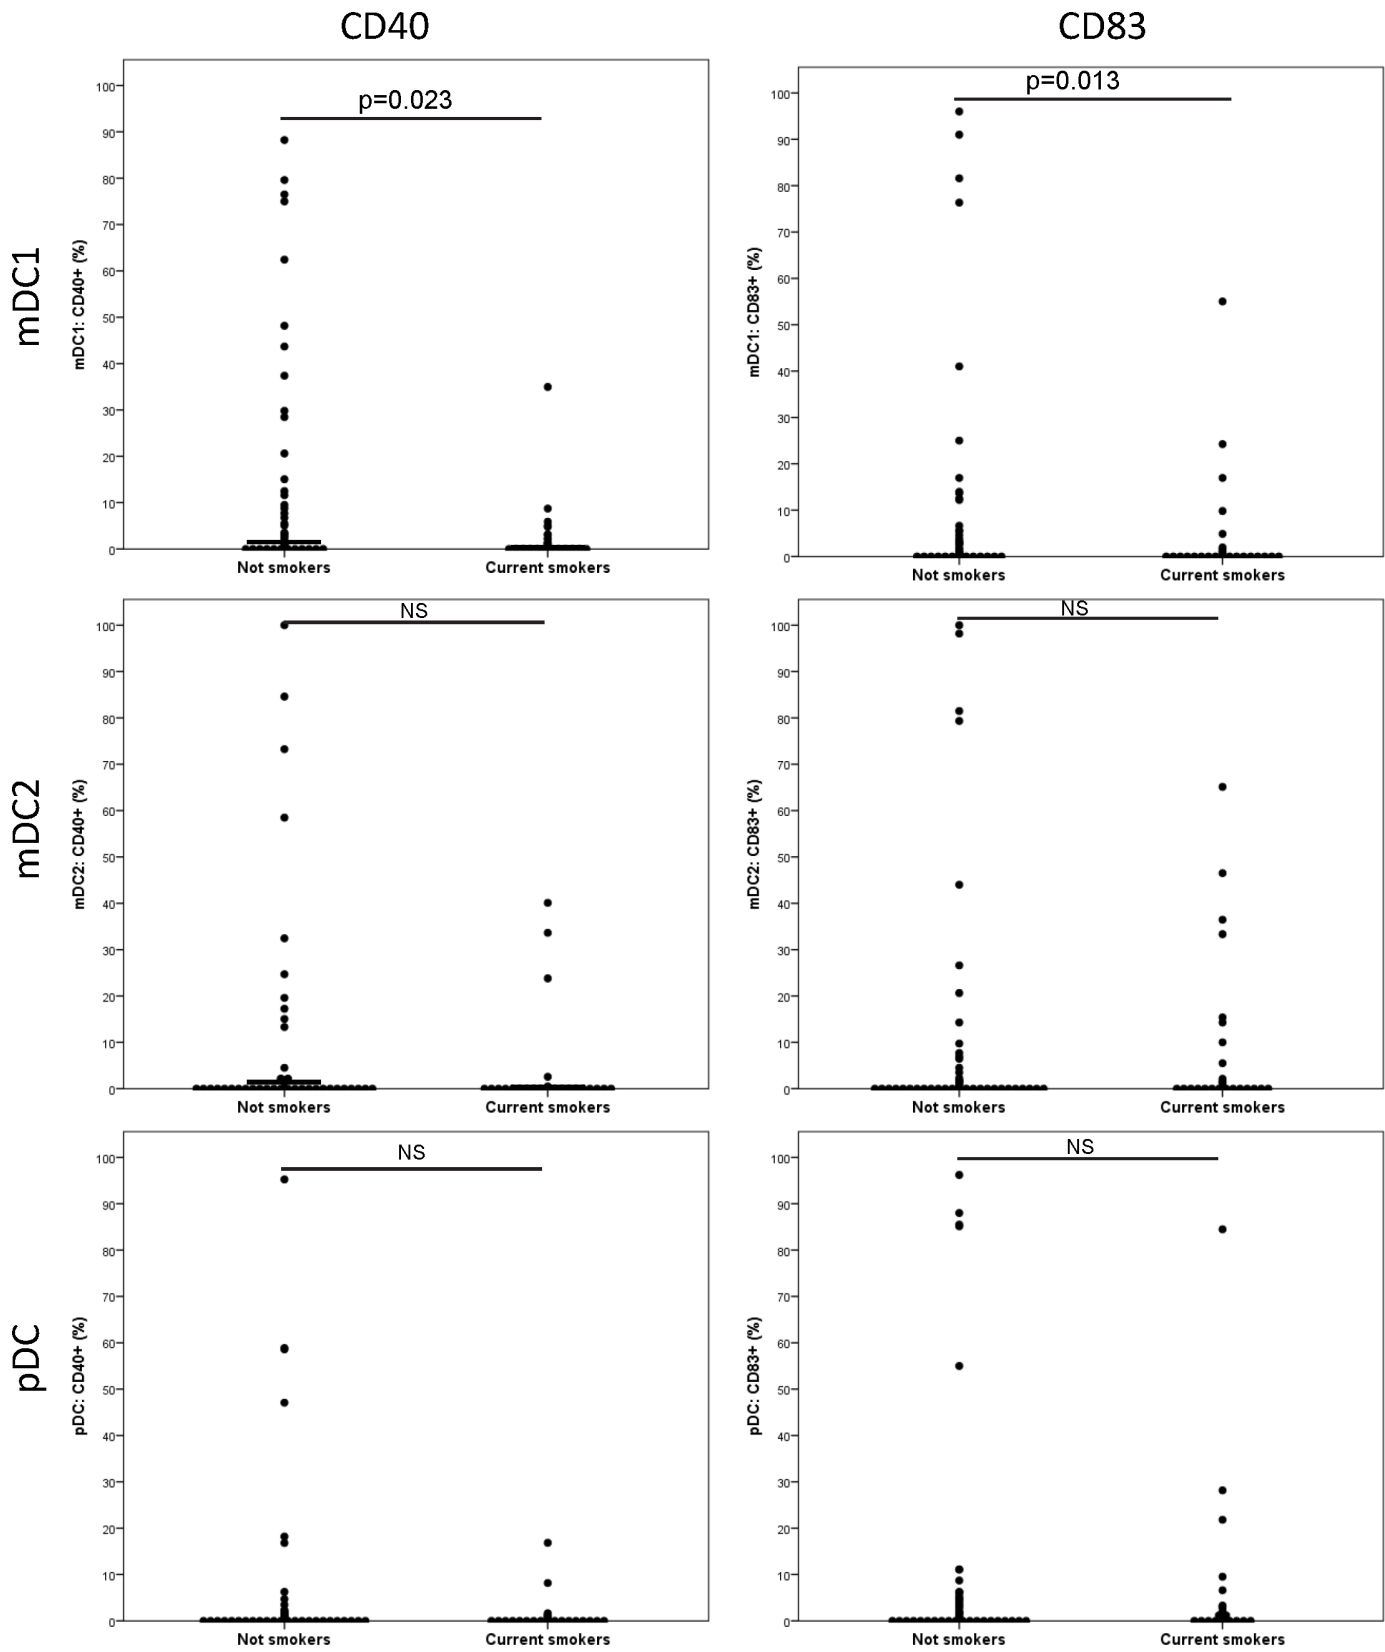 CD40
CD83
mDC1
mDC1: CD40+ (%)
100
90
80
70
60
50
40
30
20
10
0
p=0.023
Not smokers
Current smokers
mDC1: CD83+ (%)
100
90
80
70
60
50
40
30
20
10
0
p=0.013
Not smokers
Current smokers
mDC2
mDC2: CD40+ (%)
100
90
80
70
60
50
40
30
20
10
0
NS
Not smokers
Current smokers
mDC2: CD83+ (%)
100
90
80
70
60
50
40
30
20
10
0
NS
Not smokers
Current smokers
pDC
pDC: CD40+ (%)
100
90
80
70
60
50
40
30
20
10
0
NS
Not smokers
Current smokers
pDC: CD83+ (%)
100
90
80
70
60
50
40
30
20
10
0
NS
Not smokers
Current smokers